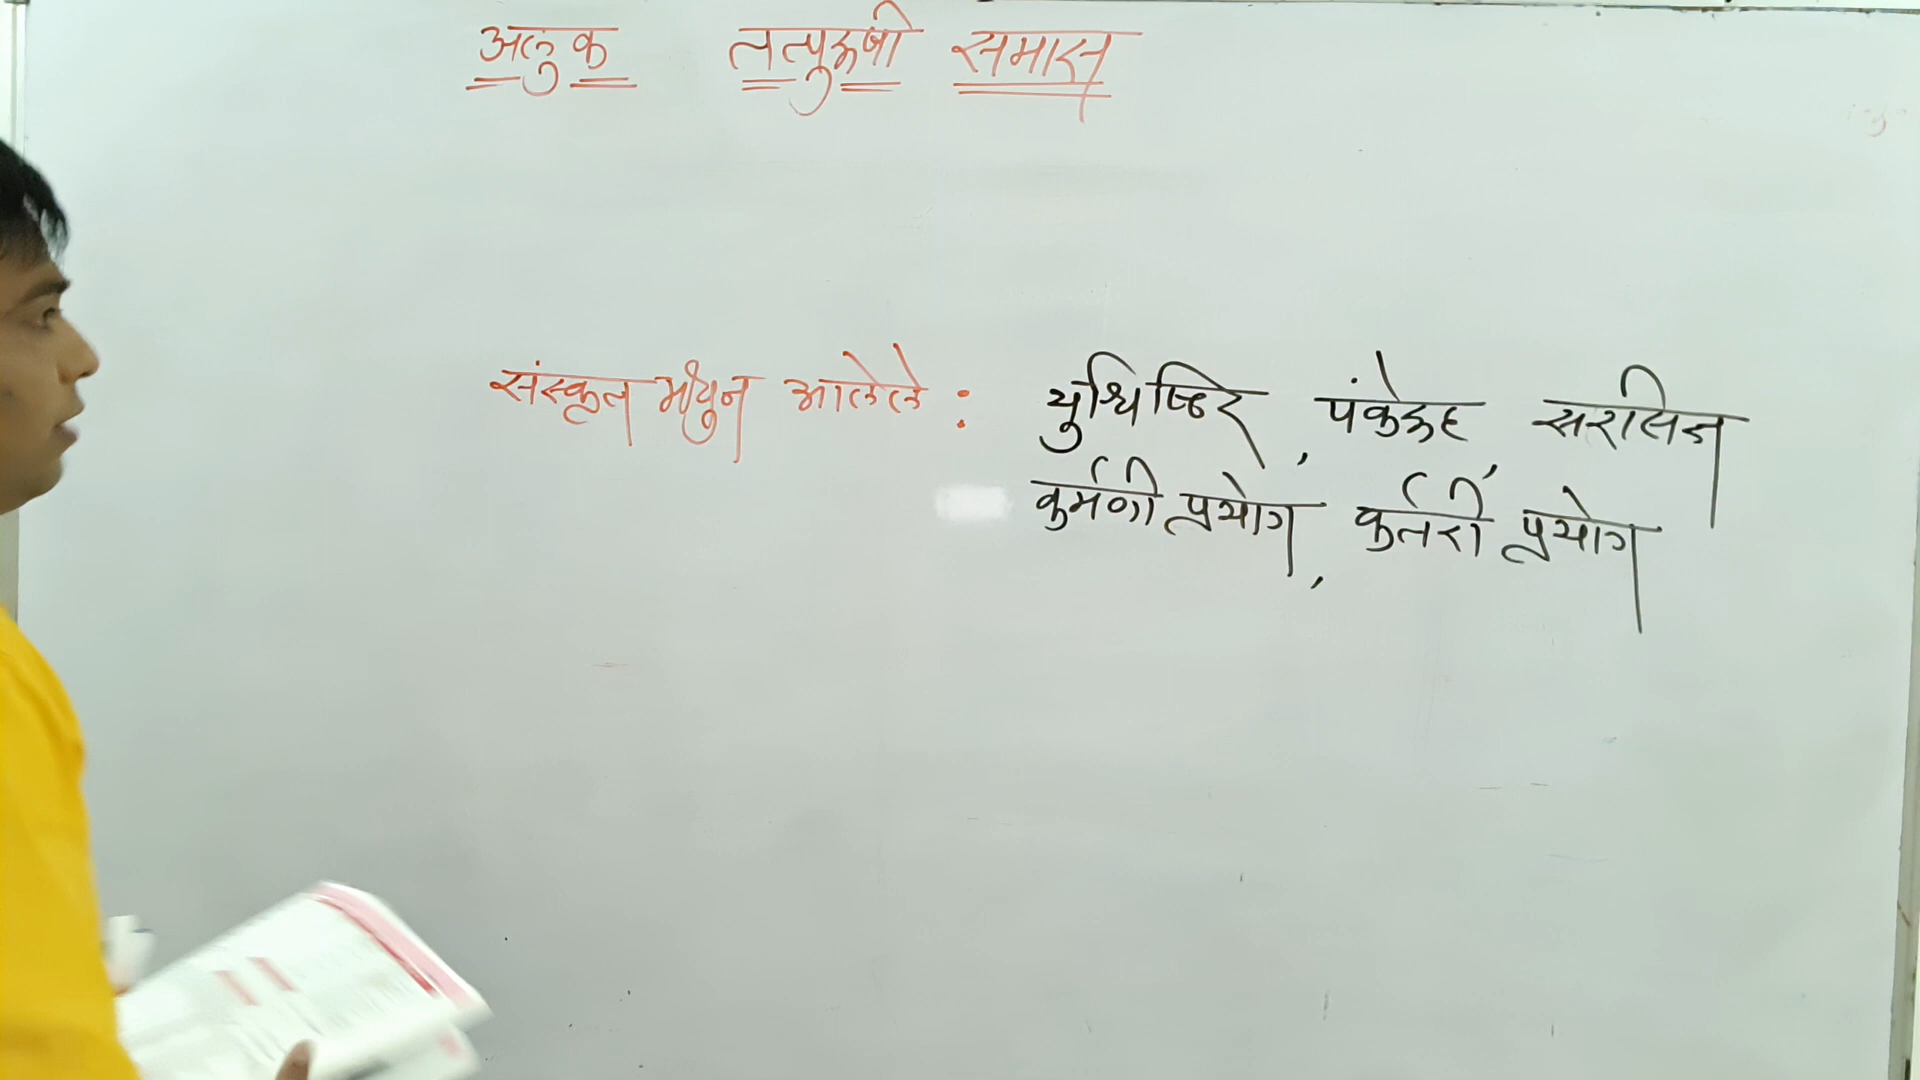 अलुक तत्पुरुषी समास
संस्कृत मधुन आलेले : युधिष्ठिर, पंकेरुह, सरसिज
कर्मणी प्रयोग, कर्तरी प्रयोग